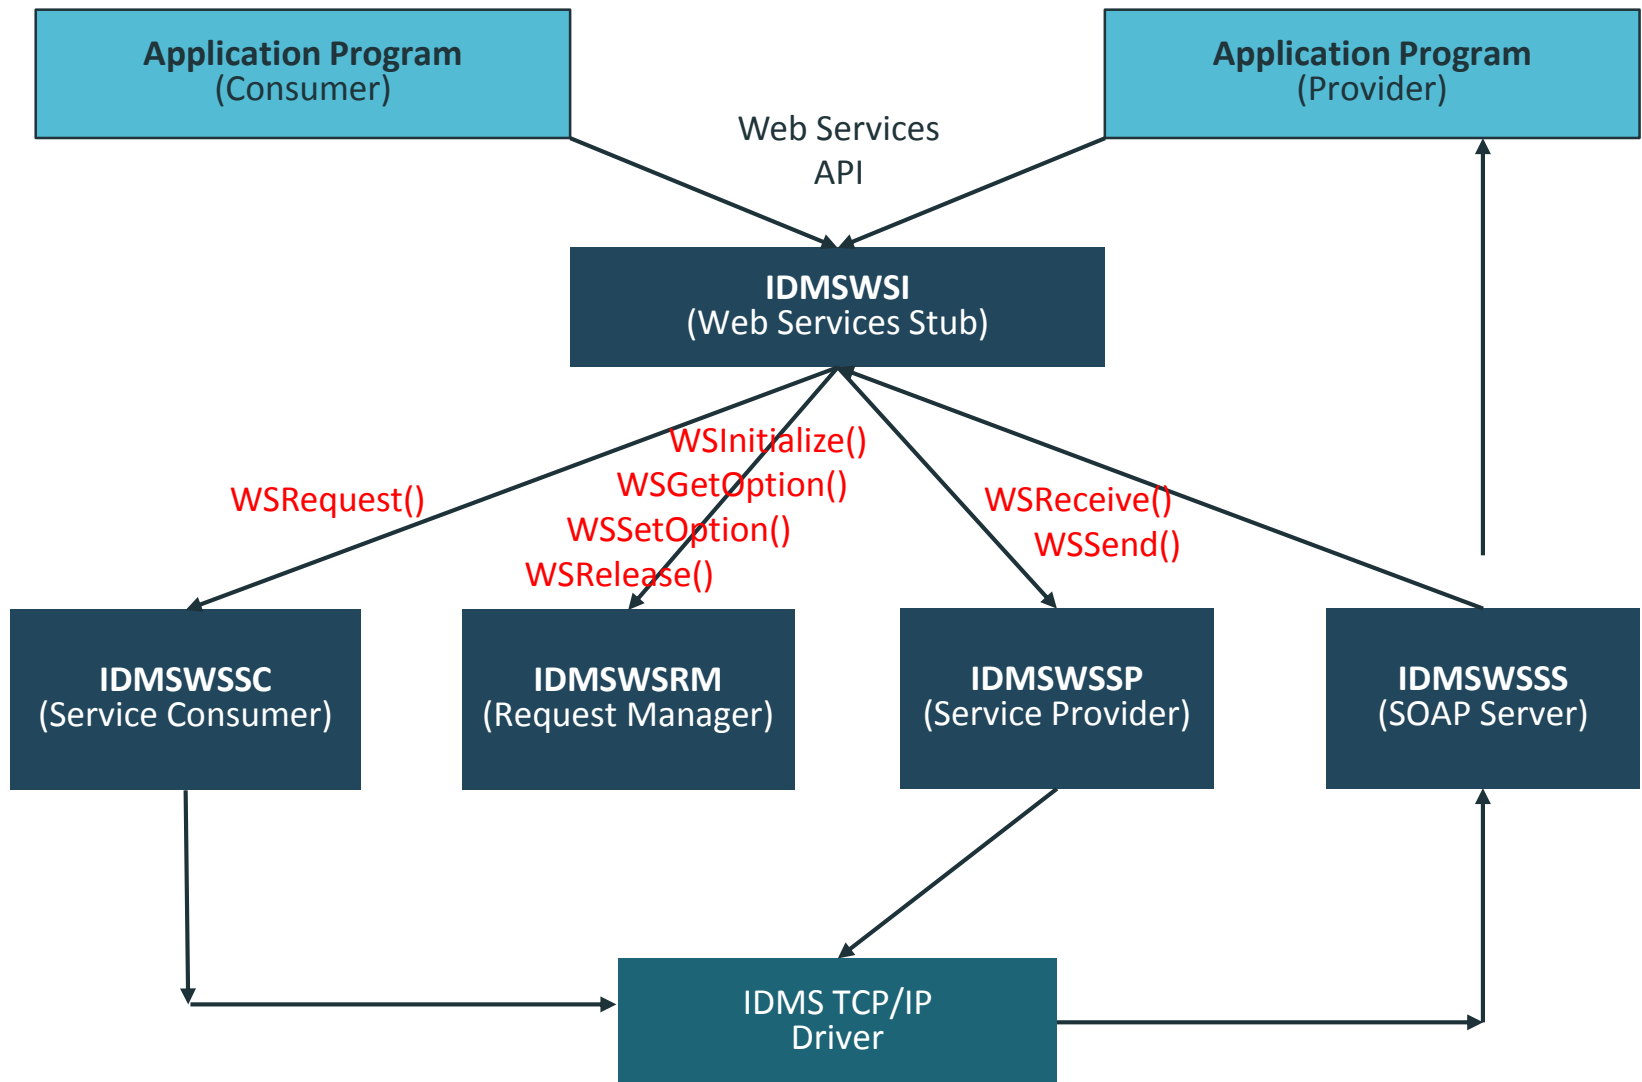 Application Program
(Consumer)
Application Program
(Provider)
Web Services
API
IDMSWSI
(Web Services Stub)
WSInitialize()
WSGetOption()
WSSetOption()
WSRelease()
WSRequest()
WSReceive()
WSSend()
IDMSWSSC
(Service Consumer)
IDMSWSRM
(Request Manager)
IDMSWSSP
(Service Provider)
IDMSWSSS
(SOAP Server)
IDMS TCP/IP
Driver